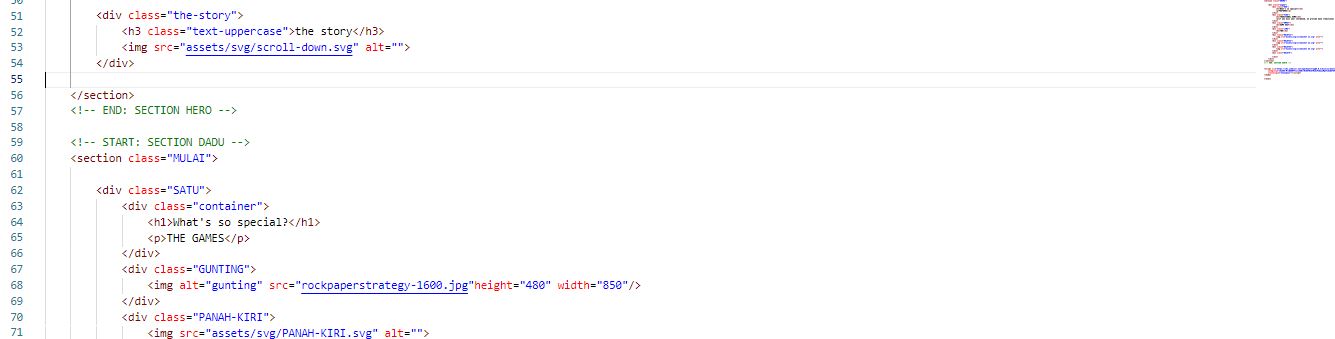 51 <div class="the-story">
52 <h3 class="text-uppercase">the story</h3>
53 <img src="assets/svg/scroll-down.svg" alt="">
54 </div>
55
56 </section>
57 <!-- END: SECTION HERO -->
58
59 <!-- START: SECTION DADU -->
60 <section class="MULAI">
61
62 <div class="SATU">
63 <div class="container">
64 <h1>What's so special?</h1>
65 <p>THE GAMES</p>
66 </div>
67 <div class="GUNTING">
68 <img alt="gunting" src="rockpaperstrategy-1600.jpg"height="480" width="850"/>
69 </div>
70 <div class="PANAH-KIRI">
71 <img src="assets/svg/PANAH-KIRI.svg" alt="">